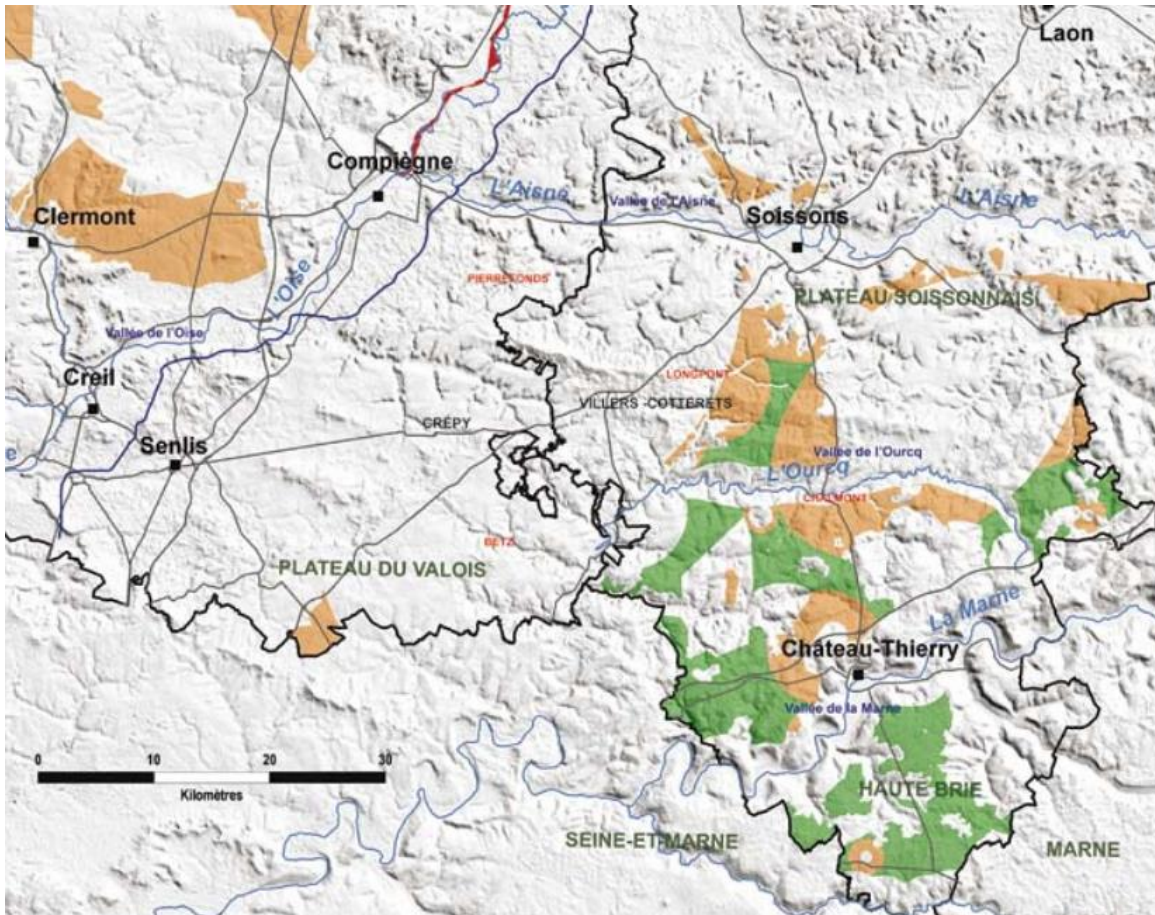 Laon
Compiègne
L'Aisne
Vallée de l'Aisne
Soissons
L'Aisne
Clermont
PIERREFONDS
L'Oise
PLATEAU SOISSONNAIS
Vallée de l'Oise
Creil
LONGPONT
VILLERS-COTTERETS
CRÉPY
Senlis
Vallée de l'Ourcq
L'Ourcq
BETZ
PLATEAU DU VALOIS
La Marne
Château-Thierry
Vallée de la Marne
0 10 20 30
Kilomètres
HAUTE BRIE
SEINE-ET-MARNE
MARNE